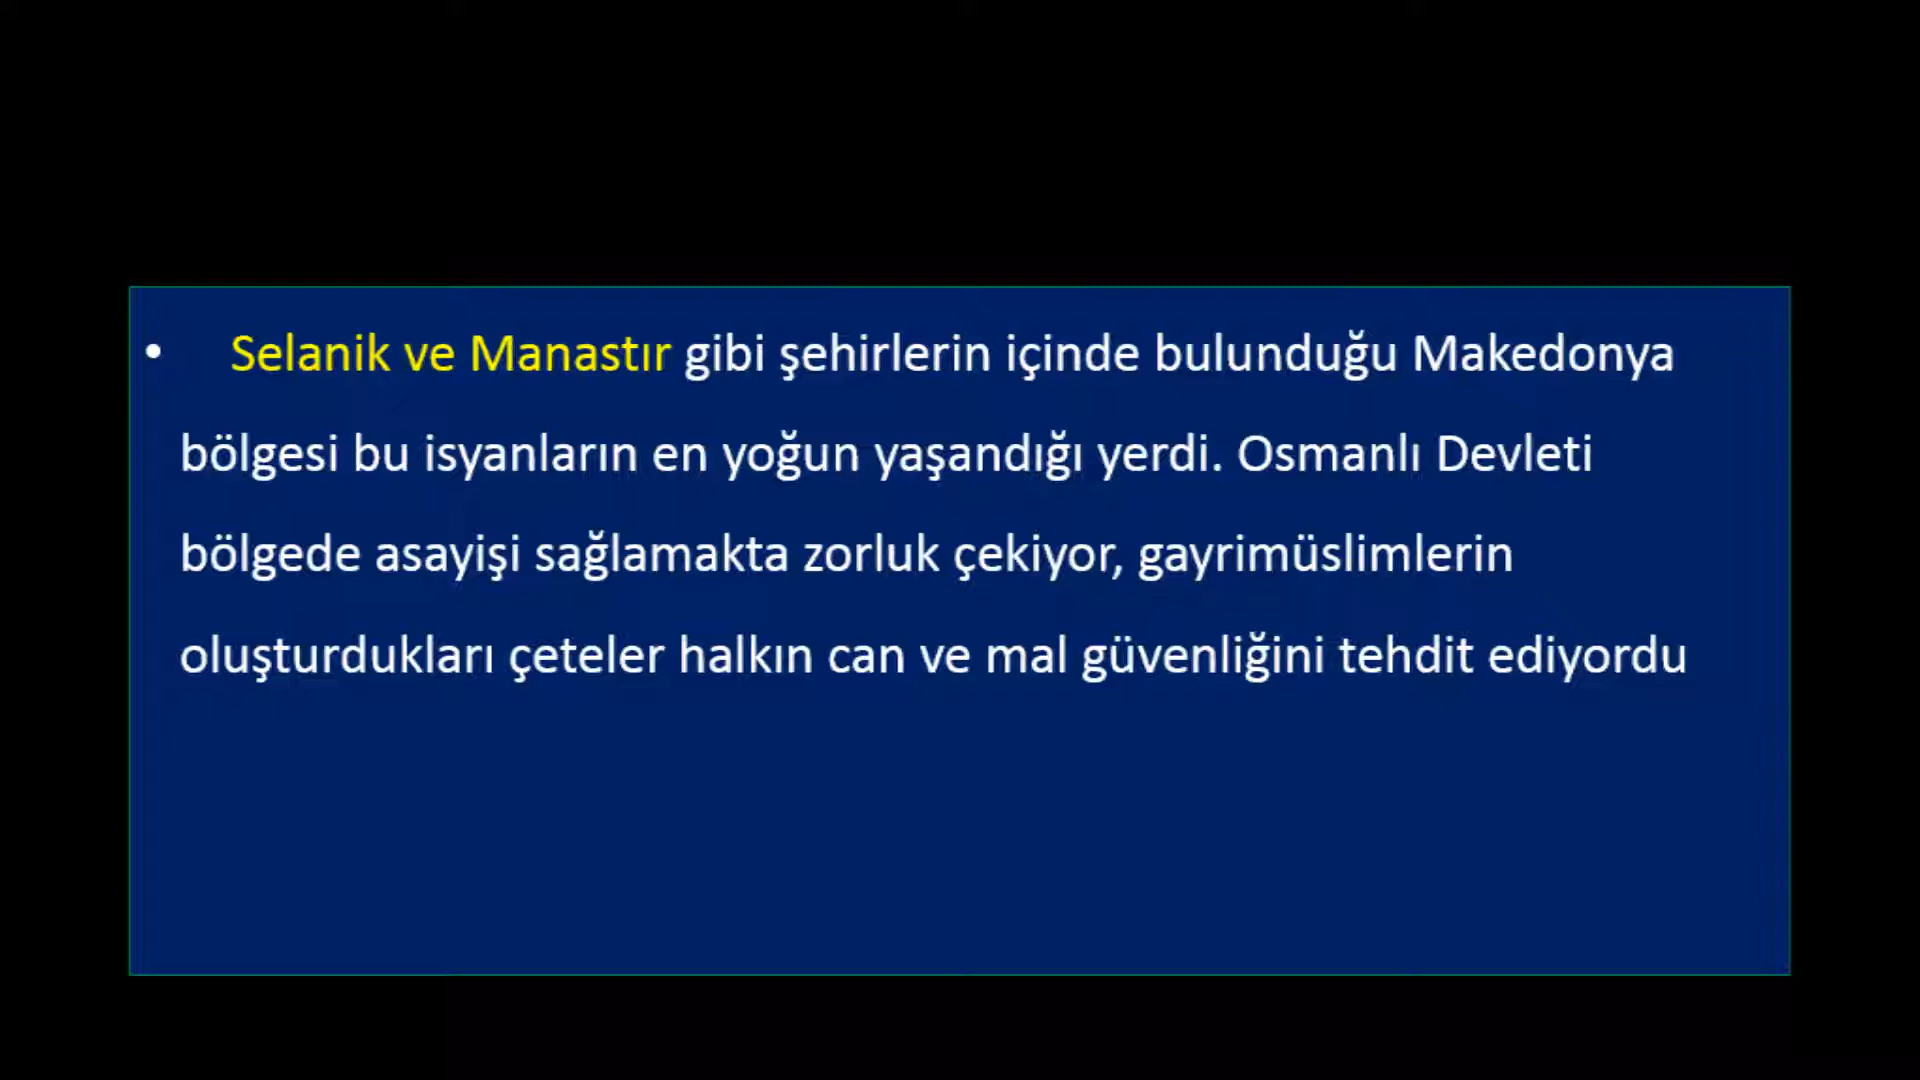 • Selanik ve Manastır gibi şehirlerin içinde bulunduğu Makedonya
bölgesi bu isyanların en yoğun yaşandığı yerdi. Osmanlı Devleti
bölgede asayişi sağlamakta zorluk çekiyor, gayrimüslimlerin
oluşturdukları çeteler halkın can ve mal güvenliğini tehdit ediyordu